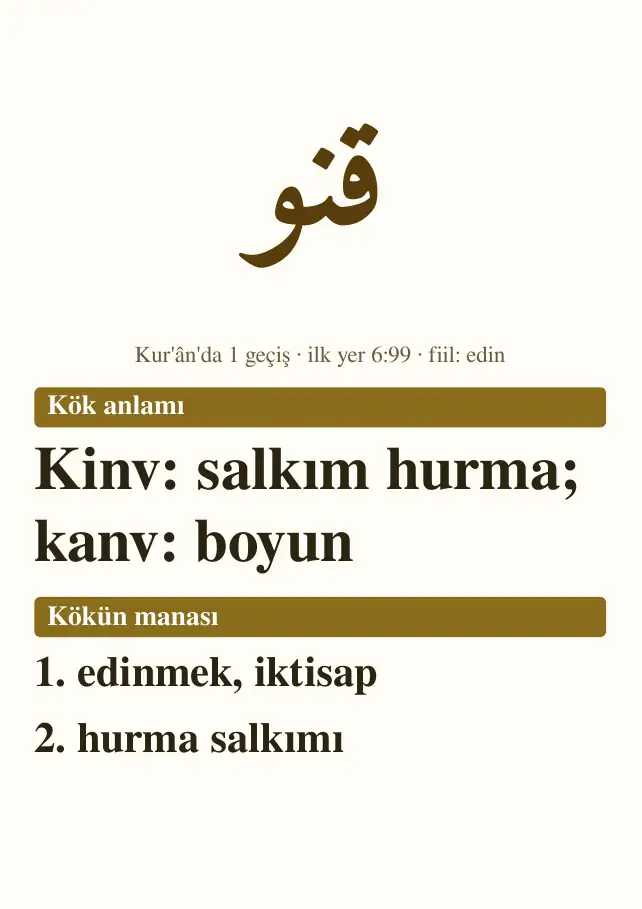 قنو
Kur'ân'da 1 geçiş · ilk yer 6:99 · fiil: edin
Kök anlamı
Kinv: salkım hurma;
kanv: boyun
Kökün manası
1. edinmek, iktisap
2. hurma salkımı